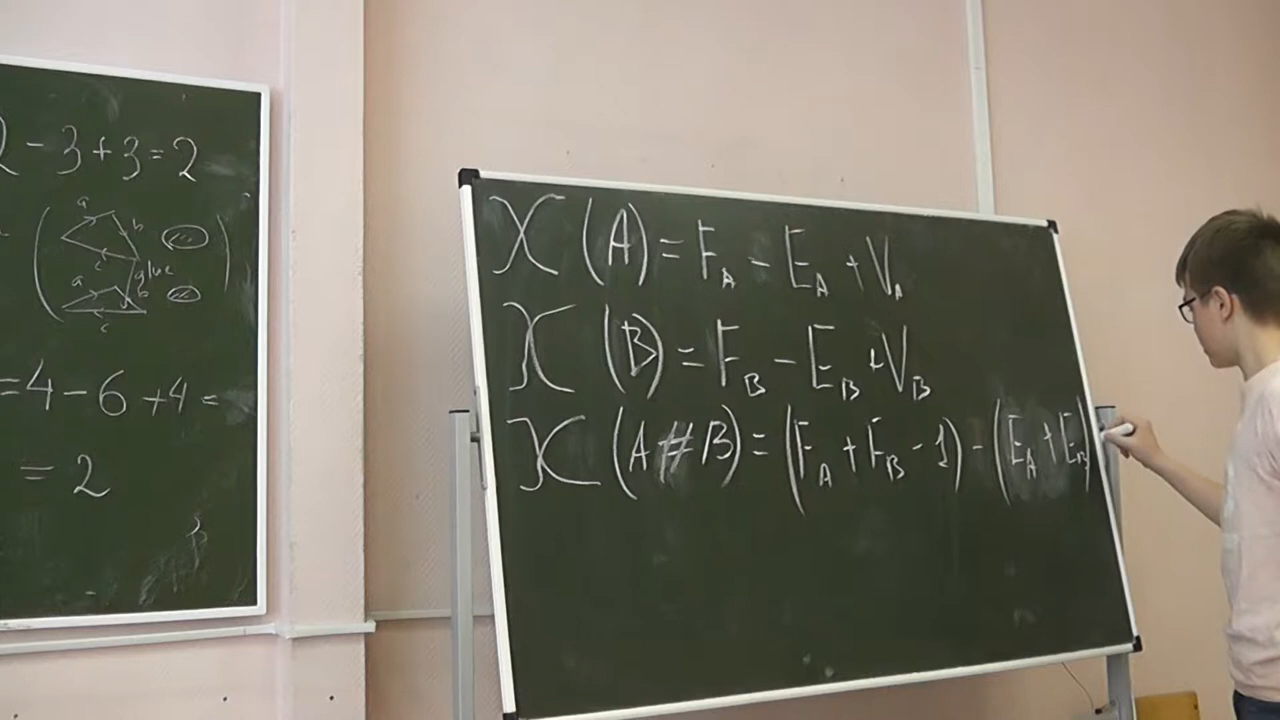 2 - 3 + 3 = 2
a b c glue
a b c
= 4 - 6 + 4 =
= 2
X (A) = F_A - E_A + V_A
X (B) = F_B - E_B + V_B
X (A # B) = (F_A + F_B - 1) - (E_A + E_B)